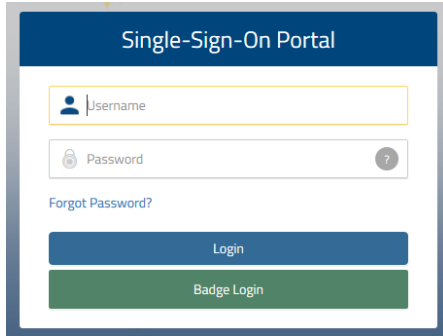 Single-Sign-On Portal
Username
Password
?
Forgot Password?
Login
Badge Login